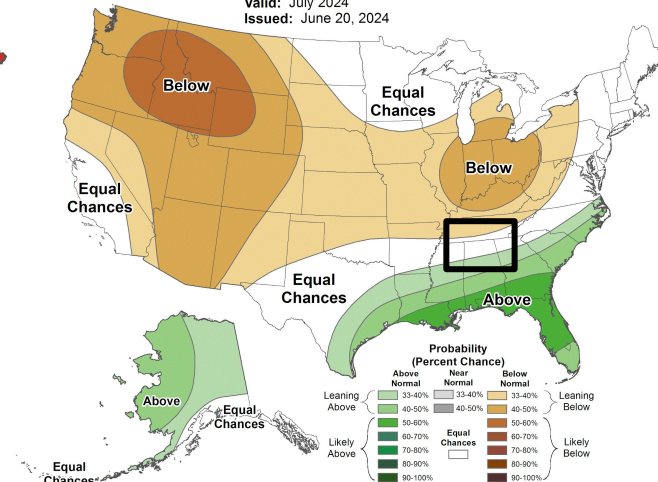 Valid: July 2024
Issued: June 20, 2024
Below
Equal
Chances
Below
Equal
Chances
Equal
Chances
Above
Above
Equal
Chances
Equal
Chances
Probability
(Percent Chance)
Above
Normal
Near
Normal
Below
Normal
Leaning
Above
33-40%
33-40%
33-40%
Leaning
Below
40-50%
40-50%
40-50%
Likely
Above
50-60%
Equal
Chances
50-60%
Likely
Below
60-70%
60-70%
70-80%
70-80%
80-90%
80-90%
90-100%
90-100%